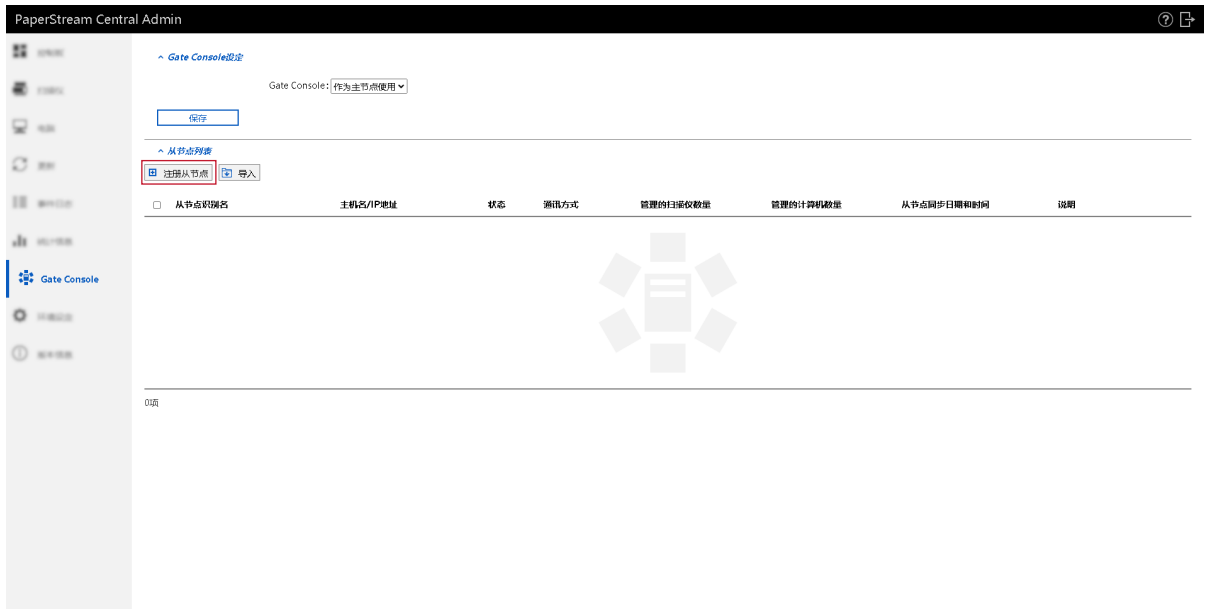 PaperStream Central Admin
Gate Console设定
Gate Console: 作为主节点使用
保存
从节点列表
注册从节点 导入
从节点识别名 主机名/IP地址 状态 通讯方式 管理的扫描仪数量 管理的计算机数量 从节点同步日期和时间 说明
Gate Console
0项